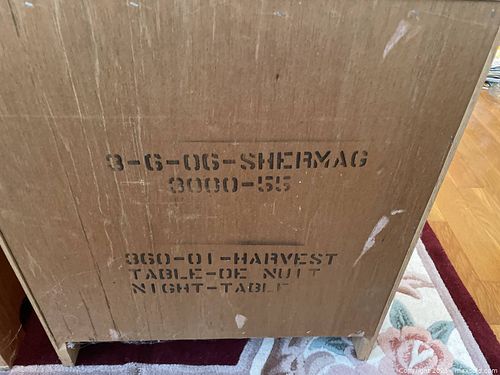 3-6-06-SHERMAG
3000-55
360-01-HARVEST
TABLE-DE NUIT
NIGHT-TABLE